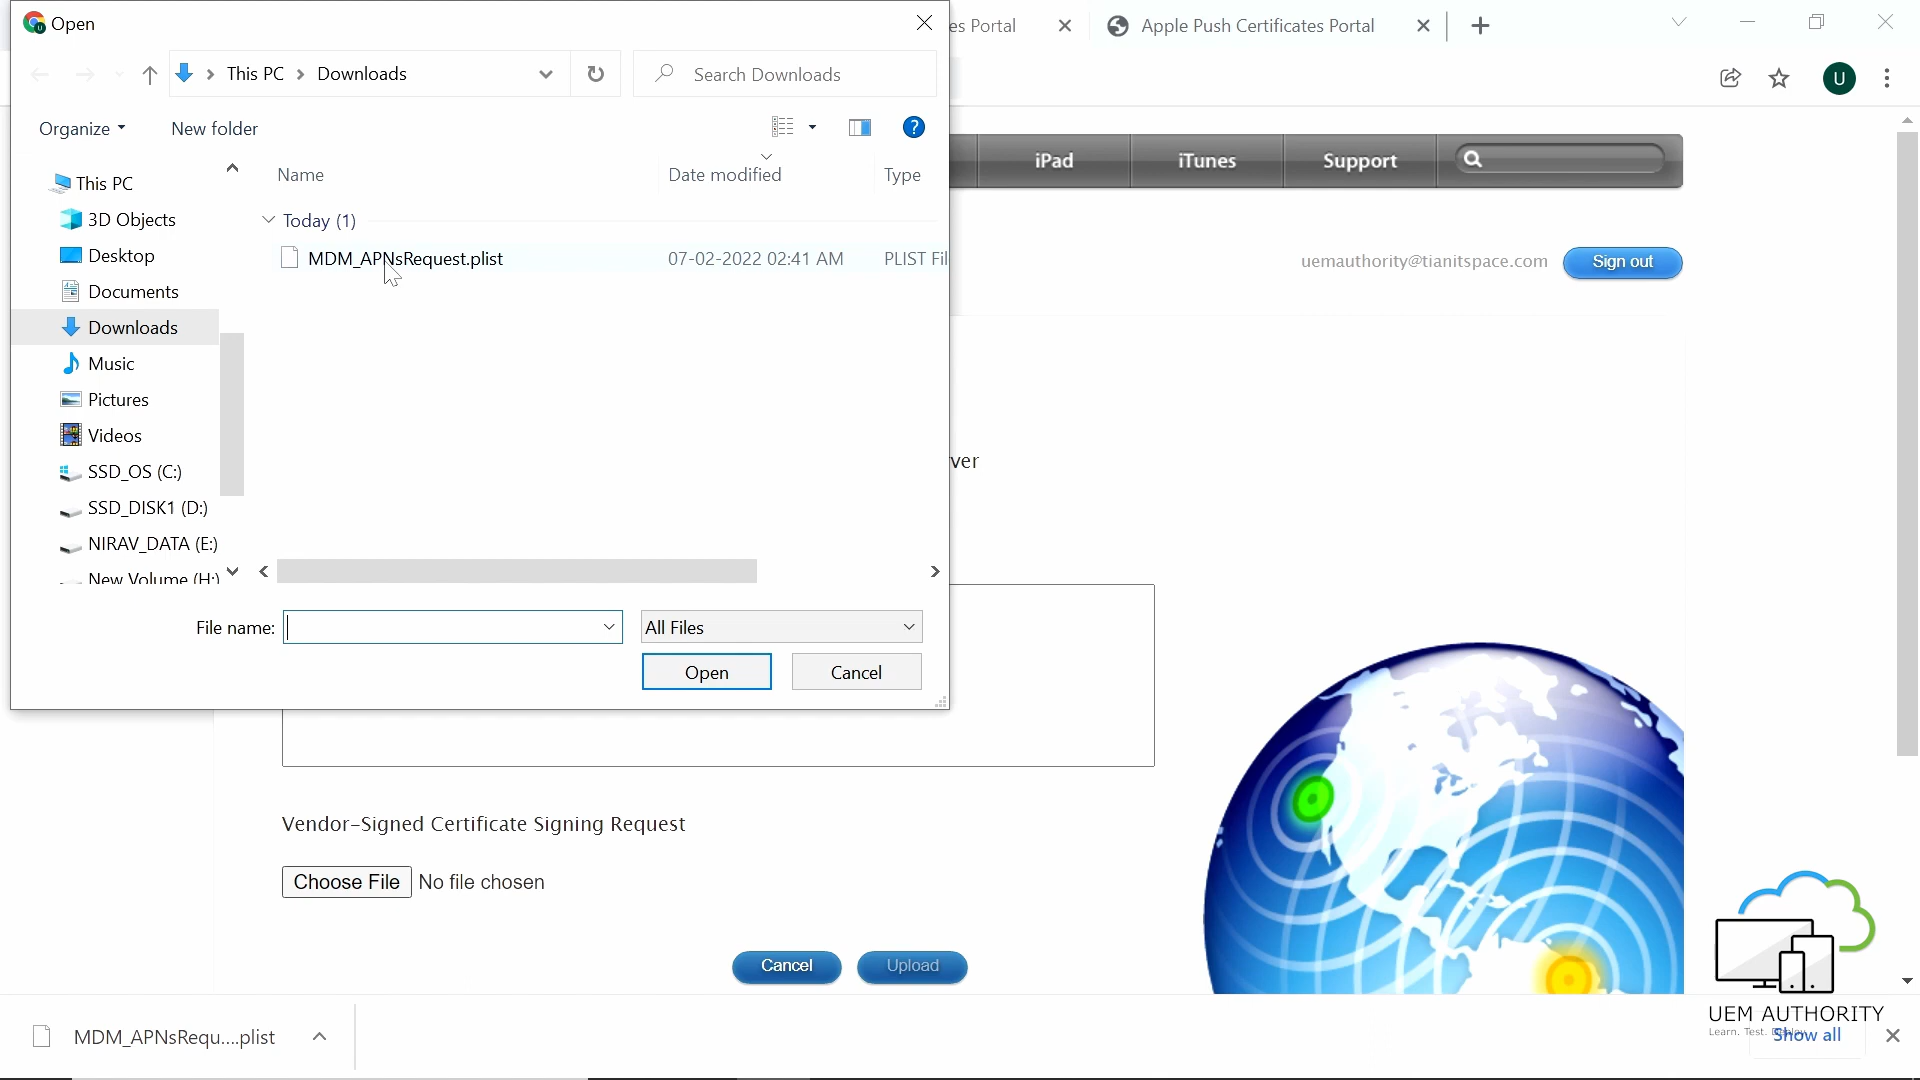 Open
es Portal
Apple Push Certificates Portal
This PC
Downloads
Search Downloads
U
Organize
New folder
?
Name
Date modified
Type
iPad
iTunes
Support
This PC
3D Objects
Desktop
Documents
Downloads
Music
Pictures
Videos
SSD_OS (C:)
SSD_DISK1 (D:)
NIRAV_DATA (E:)
New Volume (H:)
Today (1)
MDM_APNsRequest.plist
07-02-2022 02:41 AM
PLIST Fil
uemauthority@tianitspace.com
Sign out
ver
File name:
All Files
Open
Cancel
Vendor-Signed Certificate Signing Request
Choose File
No file chosen
Cancel
Upload
UEM AUTHORITY
Learn. Test.
MDM_APNsRequ....plist
Show all